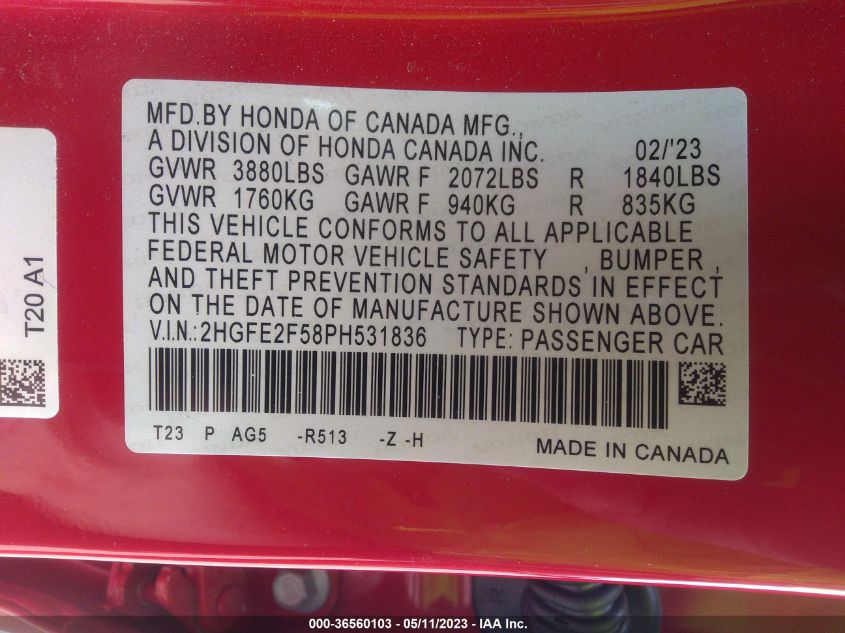 MFD.BY HONDA OF CANADA MFG.,
A DIVISION OF HONDA CANADA INC. 02/'23
GVWR 3880LBS GAWR F 2072LBS R 1840LBS
GVWR 1760KG GAWR F 940KG R 835KG
THIS VEHICLE CONFORMS TO ALL APPLICABLE
FEDERAL MOTOR VEHICLE SAFETY , BUMPER ,
AND THEFT PREVENTION STANDARDS IN EFFECT
ON THE DATE OF MANUFACTURE SHOWN ABOVE.
V.I.N.:2HGFE2F58PH531836 TYPE: PASSENGER CAR
T23 P AG5 -R513 -Z -H
MADE IN CANADA
T20 A1
000-36560103 - 05/11/2023 - IAA Inc.